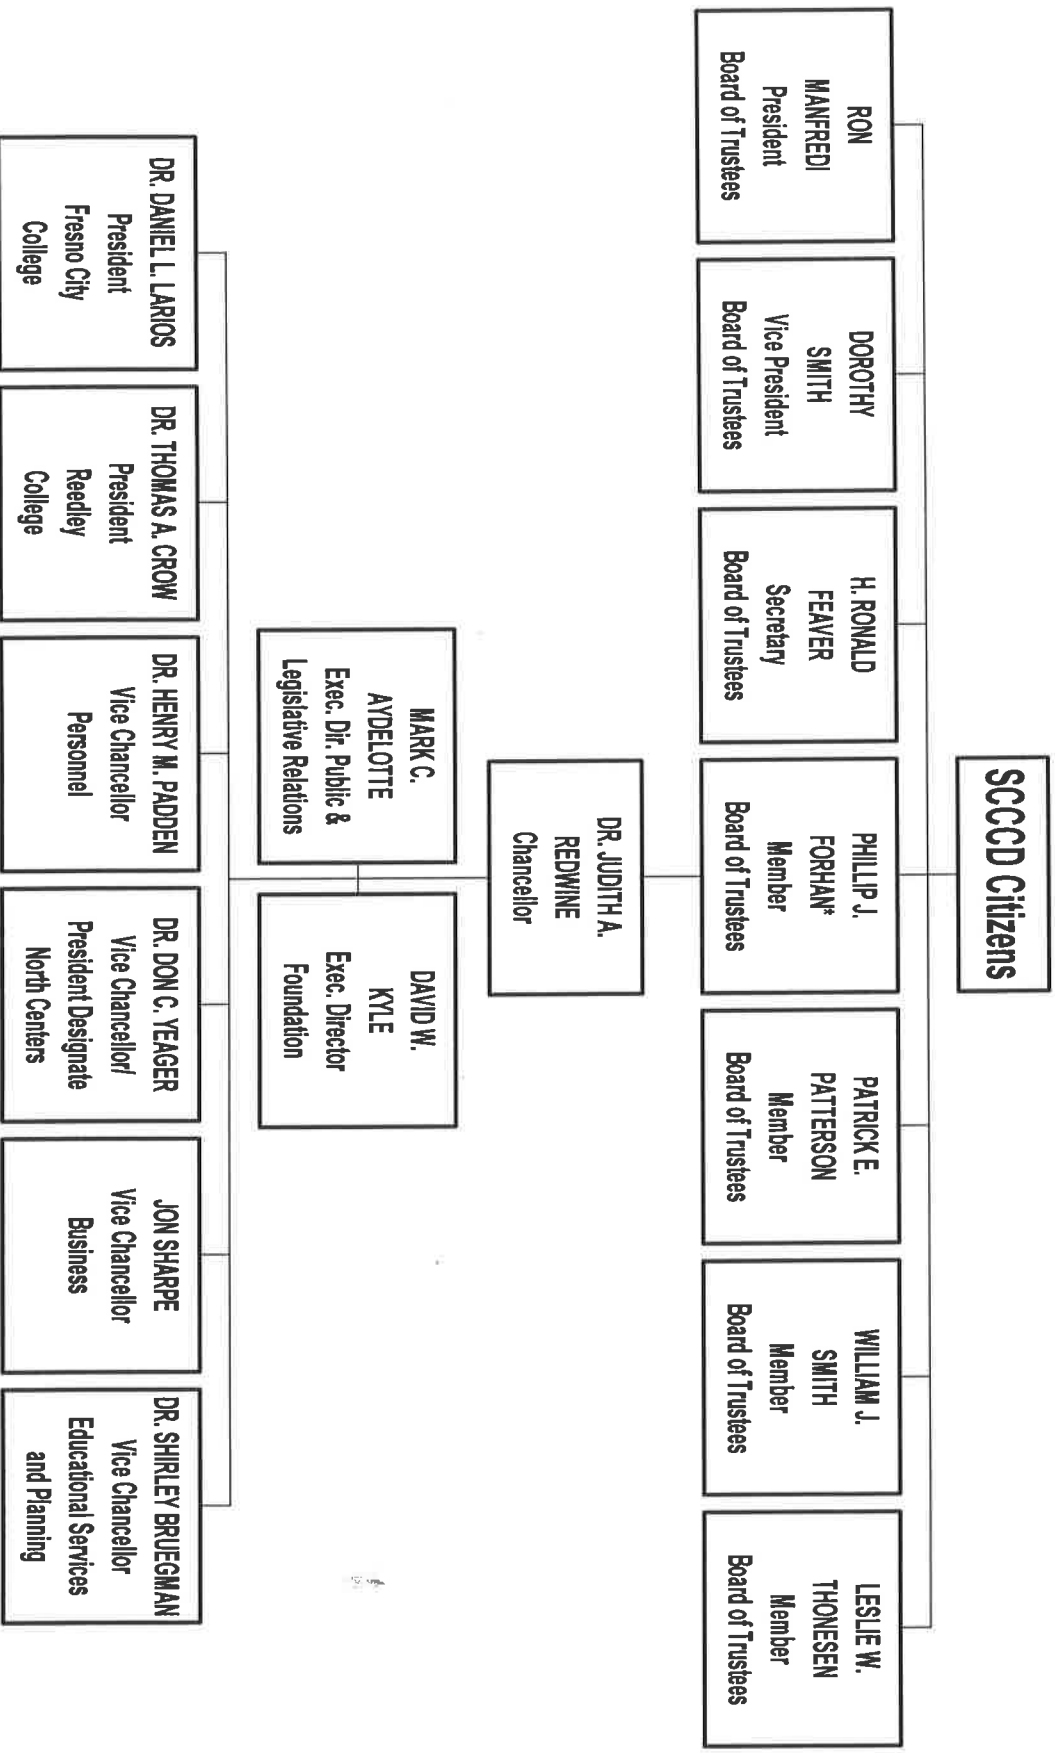 SCCCD Citizens
RON
MANFREDI
President
Board of Trustees
DOROTHY
SMITH
Vice President
Board of Trustees
H. RONALD
FEAVER
Secretary
Board of Trustees
PHILLIP J.
FORHAN*
Member
Board of Trustees
PATRICK E.
PATTERSON
Member
Board of Trustees
WILLIAM J.
SMITH
Member
Board of Trustees
LESLIE W.
THONESEN
Member
Board of Trustees
DR. JUDITH A.
REDWINE
Chancellor
MARK C.
AYDELOTTE
Exec. Dir. Public &
Legislative Relations
DAVID W.
KYLE
Exec. Director
Foundation
DR. DANIEL L. LARIOS
President
Fresno City
College
DR. THOMAS A. CROW
President
Reedley
College
DR. HENRY M. PADDEN
Vice Chancellor
Personnel
DR. DON C. YEAGER
Vice Chancellor/
President Designate
North Centers
JON SHARPE
Vice Chancellor
Business
DR. SHIRLEY BRUEGMAN
Vice Chancellor
Educational Services
and Planning